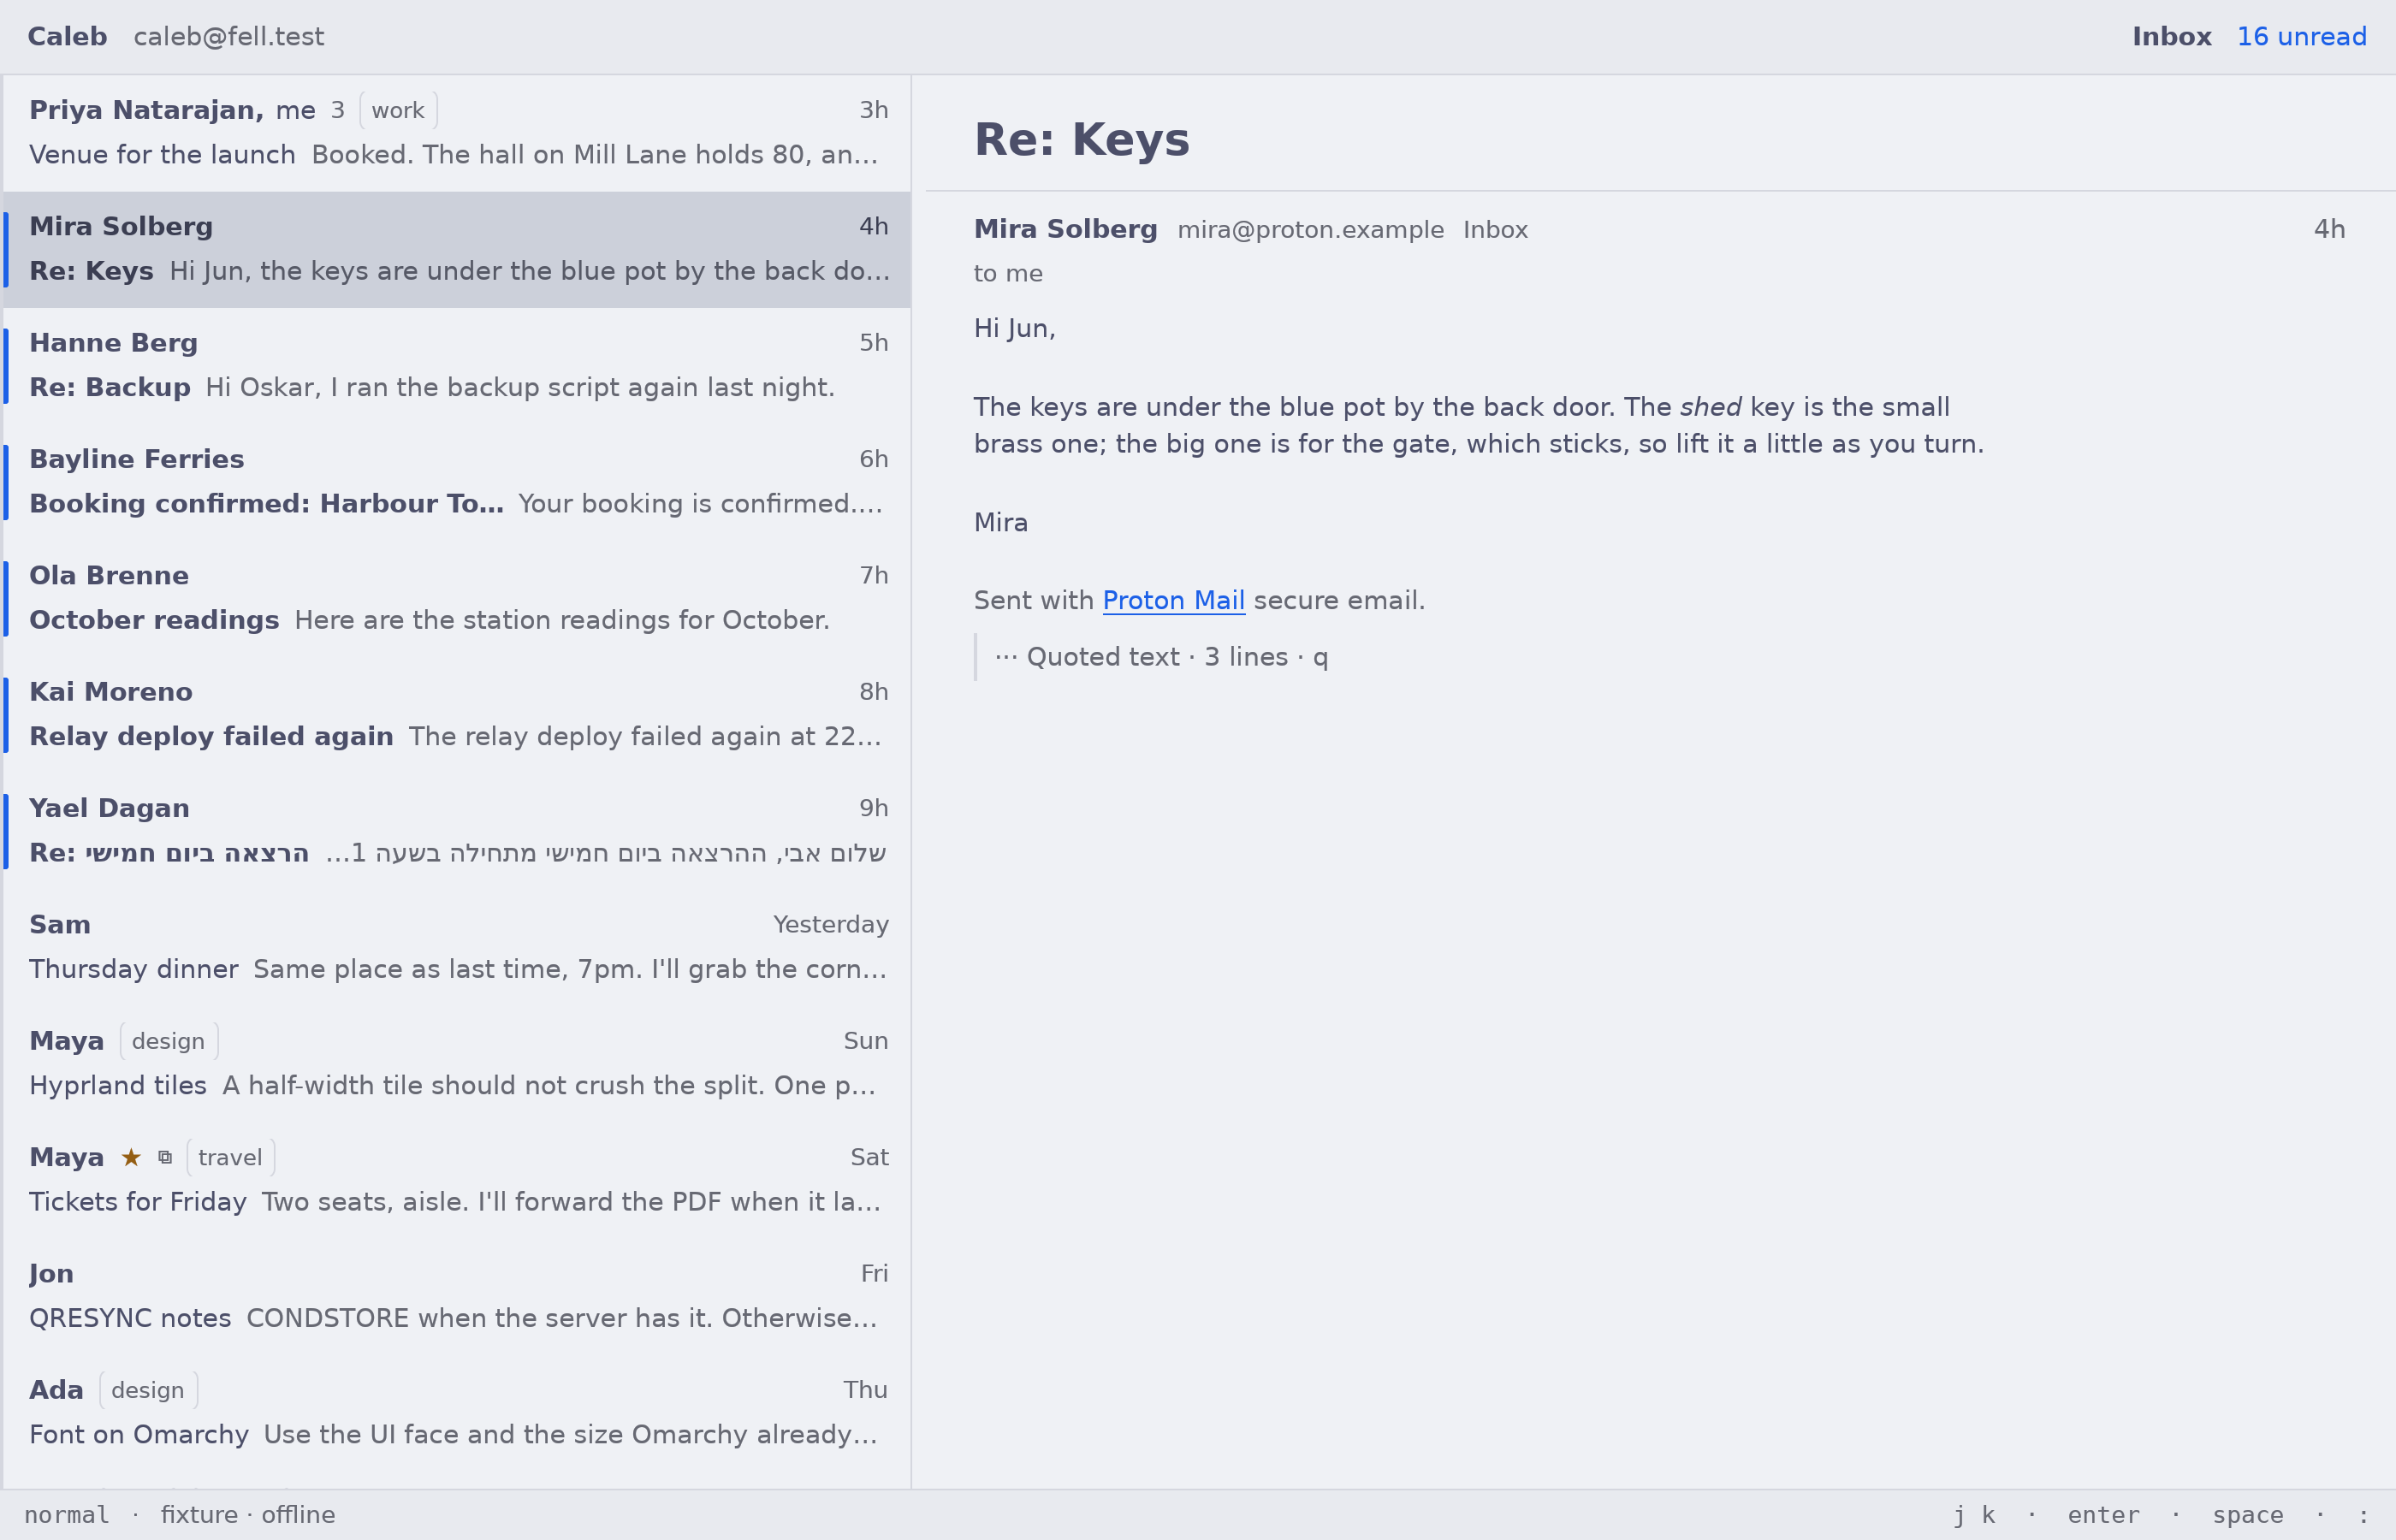 Caleb caleb@fell.test
Inbox 16 unread
Priya Natarajan, me 3 work 3h
Venue for the launch Booked. The hall on Mill Lane holds 80, an…
Mira Solberg 4h
Re: Keys Hi Jun, the keys are under the blue pot by the back do…
Hanne Berg 5h
Re: Backup Hi Oskar, I ran the backup script again last night.
Bayline Ferries 6h
Booking confirmed: Harbour To… Your booking is confirmed.…
Ola Brenne 7h
October readings Here are the station readings for October.
Kai Moreno 8h
Relay deploy failed again The relay deploy failed again at 22…
Yael Dagan 9h
Re: הרצאה ביום חמישי שלום אבי, ההרצאה ביום חמישי מתחילה בשעה 1…
Sam Yesterday
Thursday dinner Same place as last time, 7pm. I'll grab the corn…
Maya design Sun
Hyprland tiles A half-width tile should not crush the split. One p…
Maya ★ ⧉ travel Sat
Tickets for Friday Two seats, aisle. I'll forward the PDF when it la…
Jon Fri
QRESYNC notes CONDSTORE when the server has it. Otherwise…
Ada design Thu
Font on Omarchy Use the UI face and the size Omarchy already…
Re: Keys
Mira Solberg mira@proton.example Inbox 4h
to me
Hi Jun,
The keys are under the blue pot by the back door. The shed key is the small
brass one; the big one is for the gate, which sticks, so lift it a little as you turn.
Mira
Sent with Proton Mail secure email.
··· Quoted text · 3 lines · q
normal · fixture · offline
j k · enter · space · :